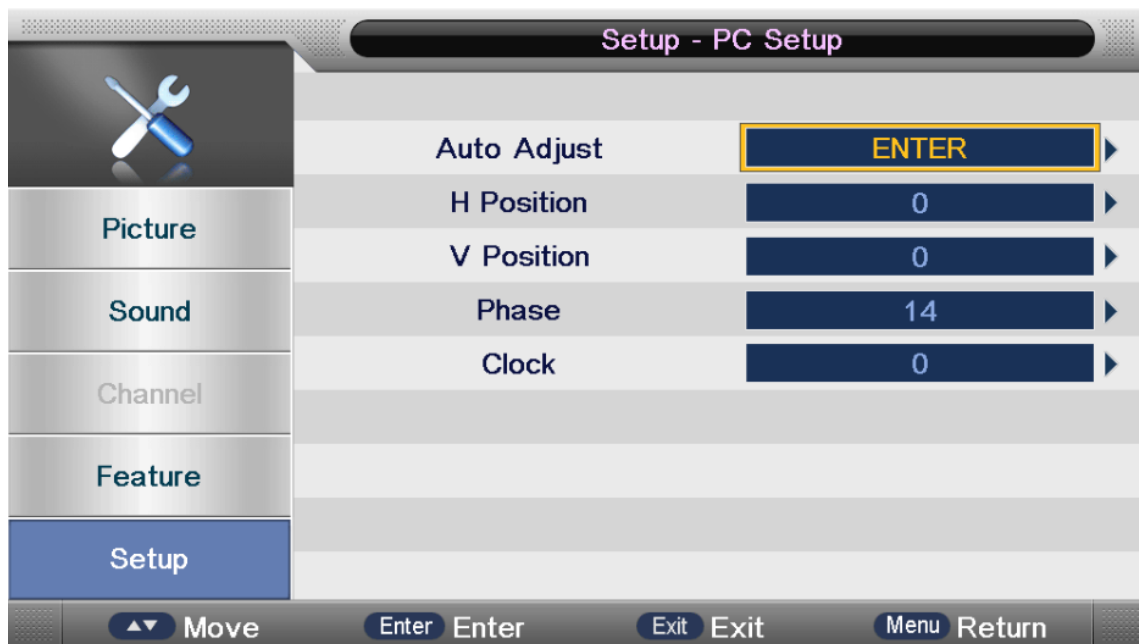 Setup - PC Setup
Auto Adjust ENTER
H Position 0
V Position 0
Phase 14
Clock 0
Picture
Sound
Channel
Feature
Setup
Move Enter Enter Exit Exit Menu Return